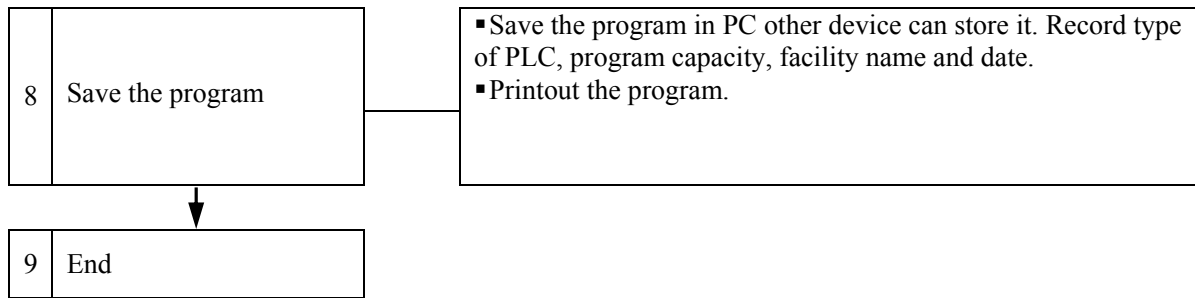 8 Save the program
▪Save the program in PC other device can store it. Record type
of PLC, program capacity, facility name and date.
▪Printout the program.
9 End